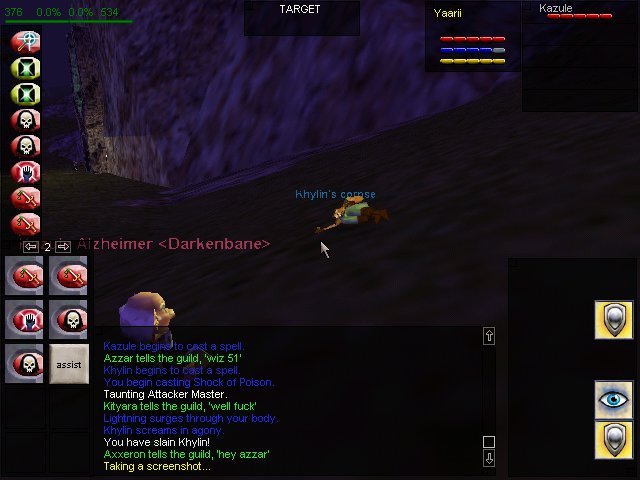 376 0.0% 0.0% 534
TARGET
Yaarii
Kazule
Khylin's corpse
2
Alzheimer <Darkenbane>
assist
Kazule begins to cast a spell.
Azzar tells the guild, 'wiz 51'
Khylin begins to cast a spell.
You begin casting Shock of Poison.
Taunting Attacker Master.
Kityara tells the guild, 'well fuck'
Lightning surges through your body.
Khylin screams in agony.
You have slain Khylin!
Axxeron tells the guild, 'hey azzar'
Taking a screenshot...